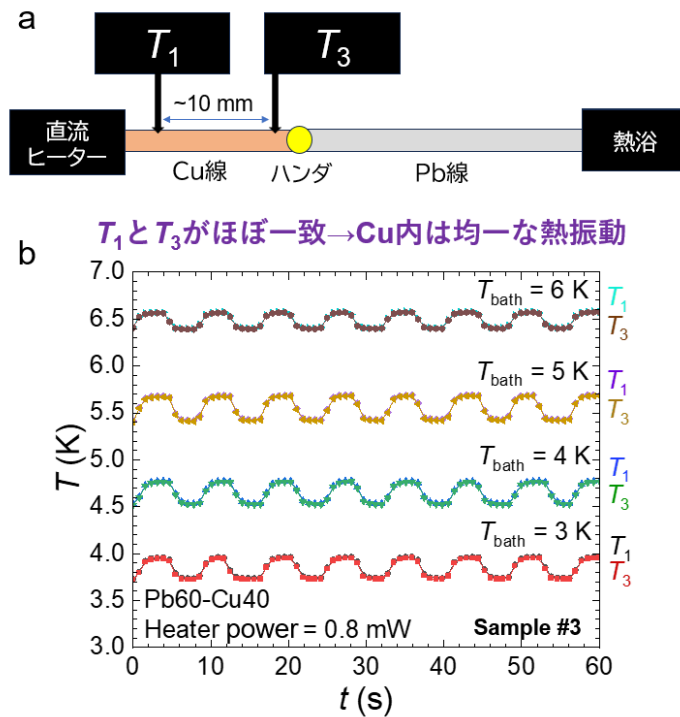 a
T₁
T₃
~10 mm
直流
ヒーター
Cu線
ハンダ
Pb線
熱浴
b
T₁とT₃がほぼ一致→Cu内は均一な熱振動
7.0
6.5
6.0
5.5
5.0
4.5
4.0
3.5
3.0
T (K)
T_bath = 6 K
T₁
T₃
T_bath = 5 K
T₁
T₃
T_bath = 4 K
T₁
T₃
T_bath = 3 K
T₁
T₃
Pb60-Cu40
Heater power = 0.8 mW
Sample #3
0 10 20 30 40 50 60
t (s)